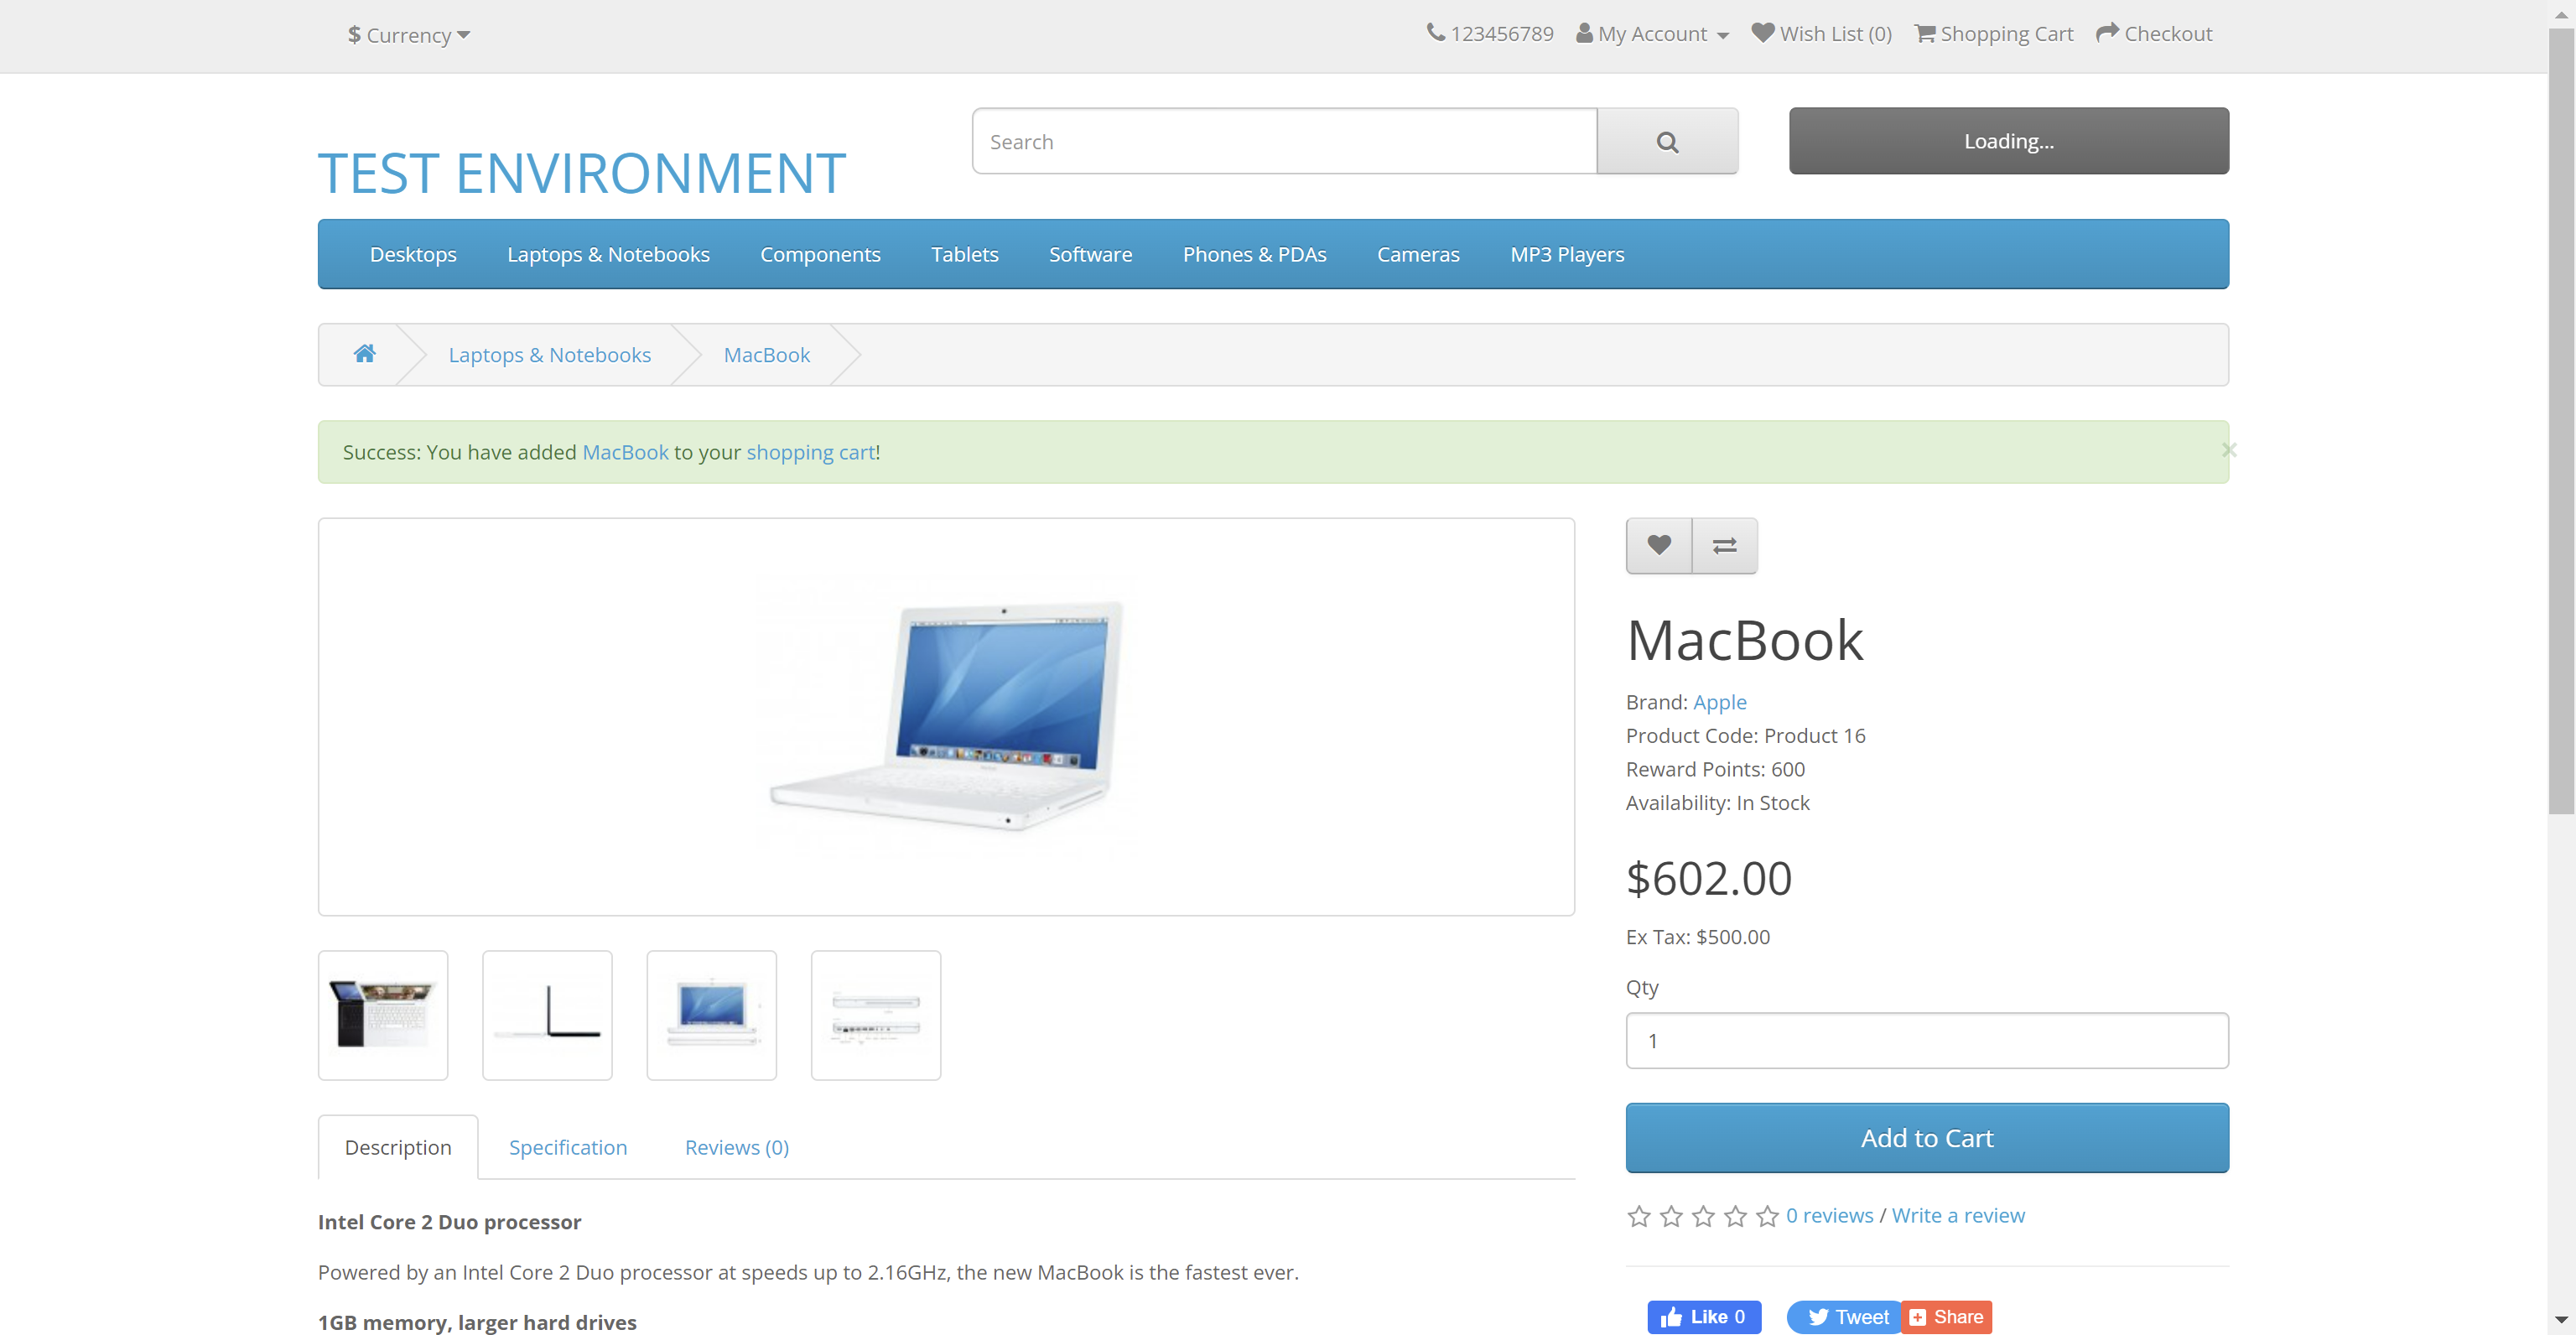 $ Currency
123456789 My Account Wish List (0) Shopping Cart Checkout
TEST ENVIRONMENT
Search
Loading...
Desktops Laptops & Notebooks Components Tablets Software Phones & PDAs Cameras MP3 Players
Laptops & Notebooks MacBook
Success: You have added MacBook to your shopping cart!
×
MacBook
Brand: Apple
Product Code: Product 16
Reward Points: 600
Availability: In Stock
$602.00
Ex Tax: $500.00
Qty
1
Add to Cart
0 reviews / Write a review
Like 0
Tweet
Share
Description Specification Reviews (0)
Intel Core 2 Duo processor
Powered by an Intel Core 2 Duo processor at speeds up to 2.16GHz, the new MacBook is the fastest ever.
1GB memory, larger hard drives